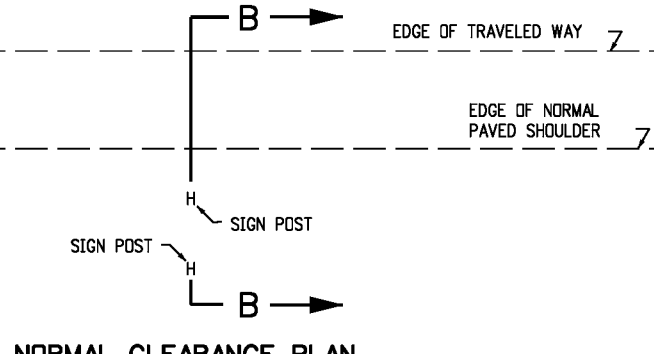 B
EDGE OF TRAVELED WAY
EDGE OF NORMAL
PAVED SHOULDER
H
SIGN POST
SIGN POST
H
B
NORMAL CLEARANCE PLAN